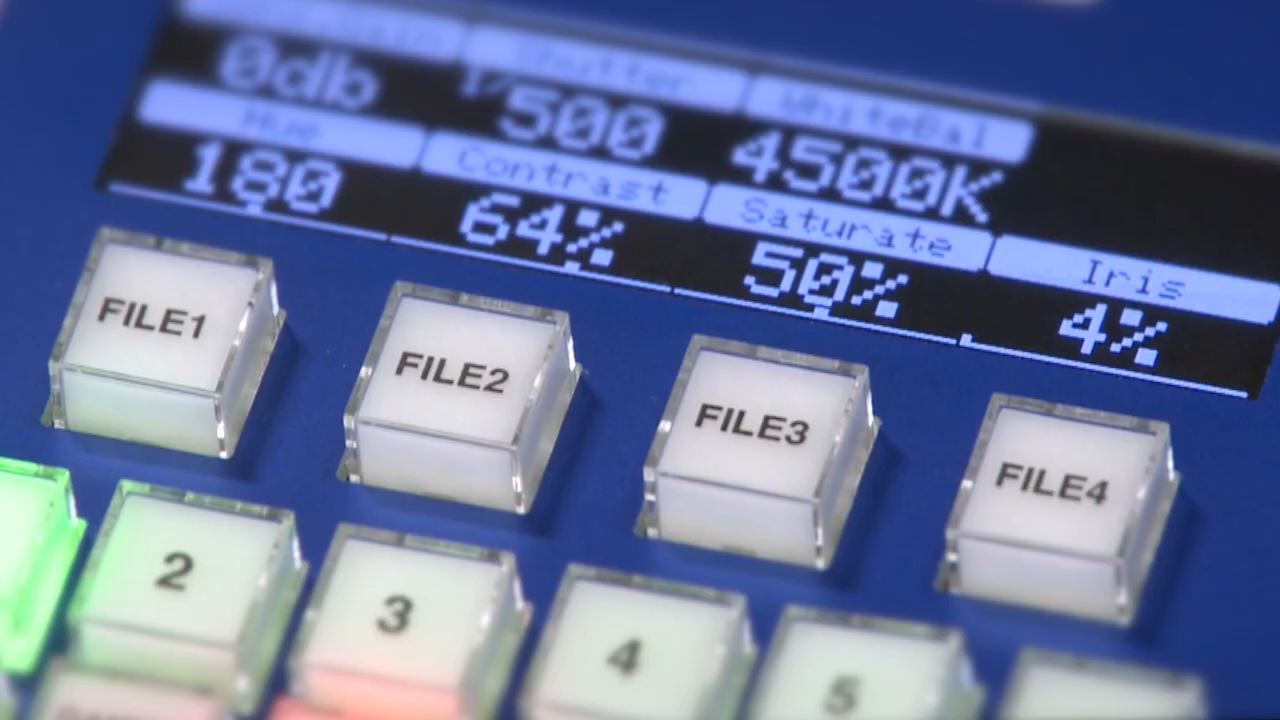 Gain Shutter WhiteBal
0db 1/500 4500K
Hue Contrast Saturate Iris
180 64% 50% 4%
FILE1 FILE2 FILE3 FILE4
2 3 4 5